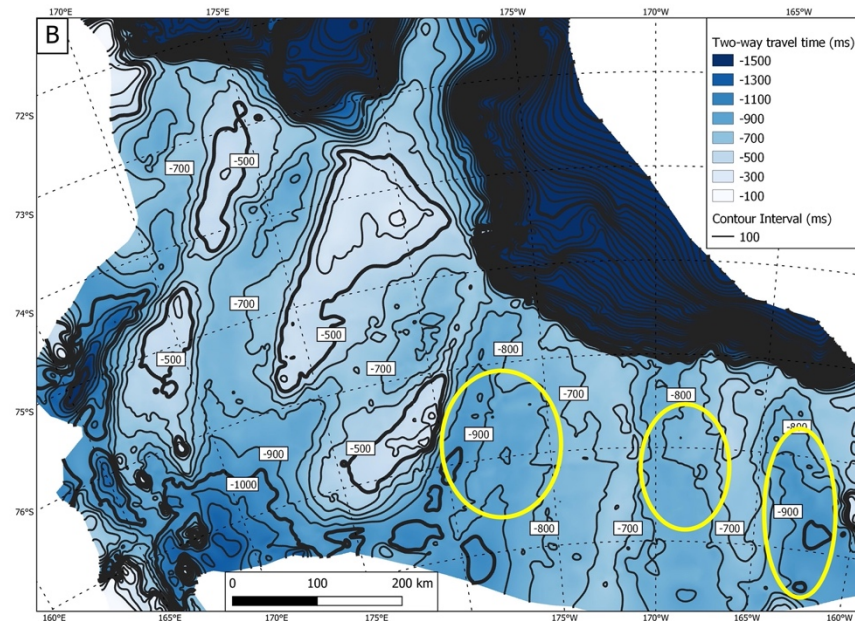 B
170°E
175°E
175°W
170°W
165°W
Two-way travel time (ms)
-1500
-1300
-1100
-900
-700
-500
-300
-100
Contour Interval (ms)
100
72°S
73°S
74°S
75°S
76°S
-700
-500
-700
-500
-500
-700
-800
-700
-800
-800
-900
-500
-900
-1000
-900
-800
-700
-700
0 100 200 km
160°E
165°E
170°E
175°E
175°W
170°W
165°W
160°W